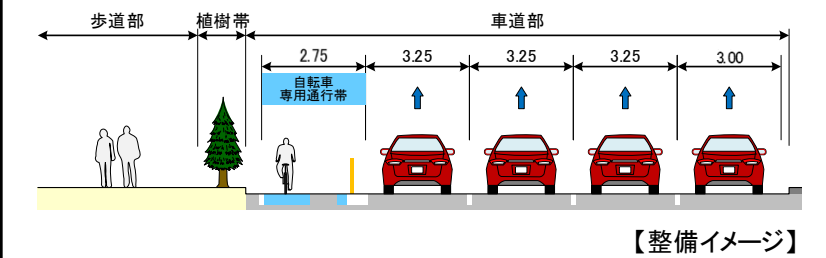 歩道部 植樹帯 車道部
2.75 3.25 3.25 3.25 3.00
自転車
専用通行帯
【整備イメージ】